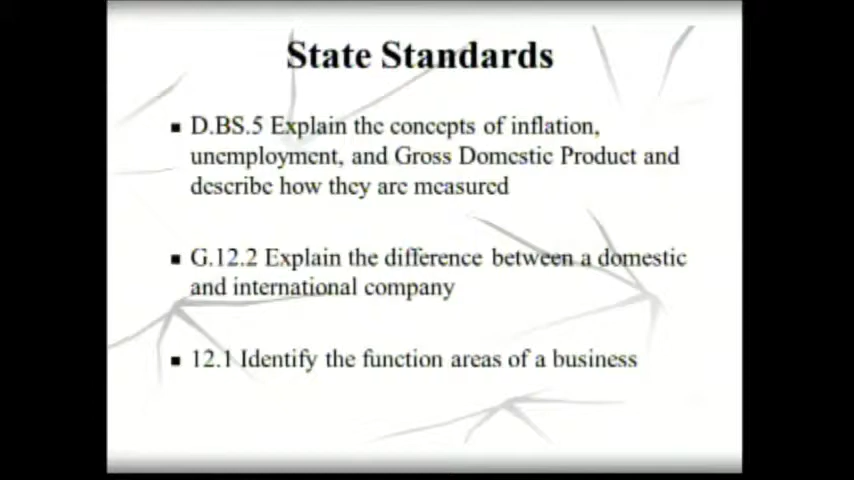 State Standards
▪ D.BS.5 Explain the concepts of inflation,
unemployment, and Gross Domestic Product and
describe how they are measured
▪ G.12.2 Explain the difference between a domestic
and international company
▪ 12.1 Identify the function areas of a business